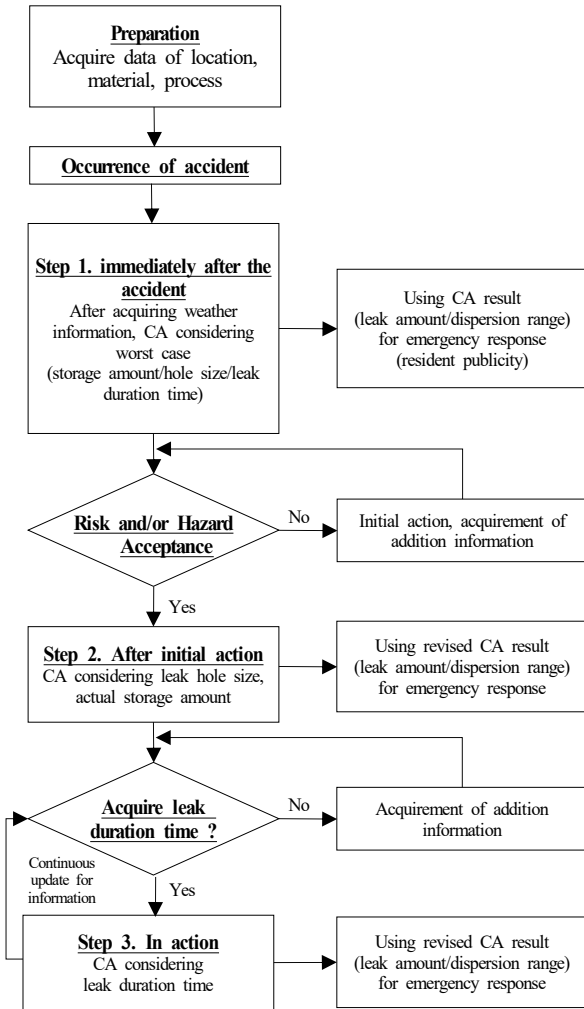 Preparation
Acquire data of location,
material, process
Occurrence of accident
Step 1. immediately after the
accident
After acquiring weather
information, CA considering
worst case
(storage amount/hole size/leak
duration time)
Using CA result
(leak amount/dispersion range)
for emergency response
(resident publicity)
Risk and/or Hazard
Acceptance
No
Initial action, acquirement of
addition information
Yes
Step 2. After initial action
CA considering leak hole size,
actual storage amount
Using revised CA result
(leak amount/dispersion range)
for emergency response
Acquire leak
duration time ?
No
Acquirement of addition
information
Continuous
update for
information
Yes
Step 3. In action
CA considering
leak duration time
Using revised CA result
(leak amount/dispersion range)
for emergency response